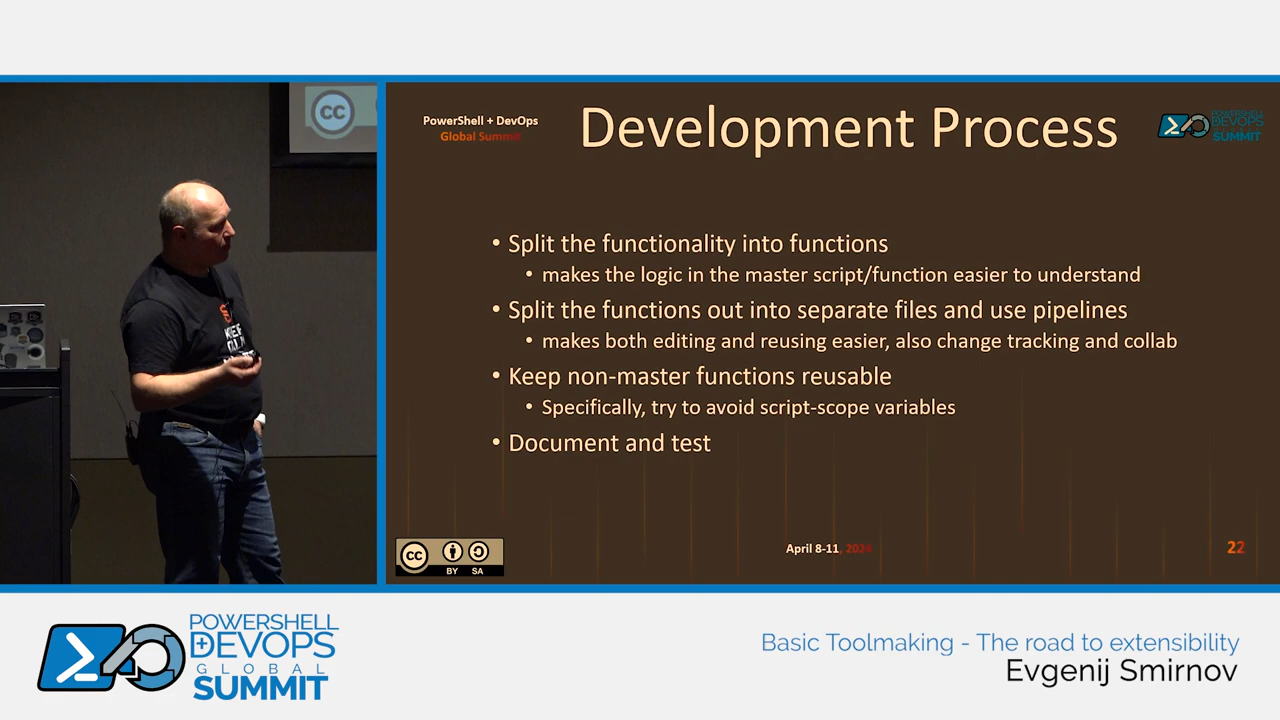 PowerShell + DevOps
Global Summit
Development Process
POWERSHELL
DEVOPS
SUMMIT
• Split the functionality into functions
• makes the logic in the master script/function easier to understand
• Split the functions out into separate files and use pipelines
• makes both editing and reusing easier, also change tracking and collab
• Keep non-master functions reusable
• Specifically, try to avoid script-scope variables
• Document and test
cc
BY SA
April 8-11, 2024
22
cc
POWERSHELL
+DEVOPS
GLOBAL
SUMMIT
Basic Toolmaking - The road to extensibility
Evgenij Smirnov